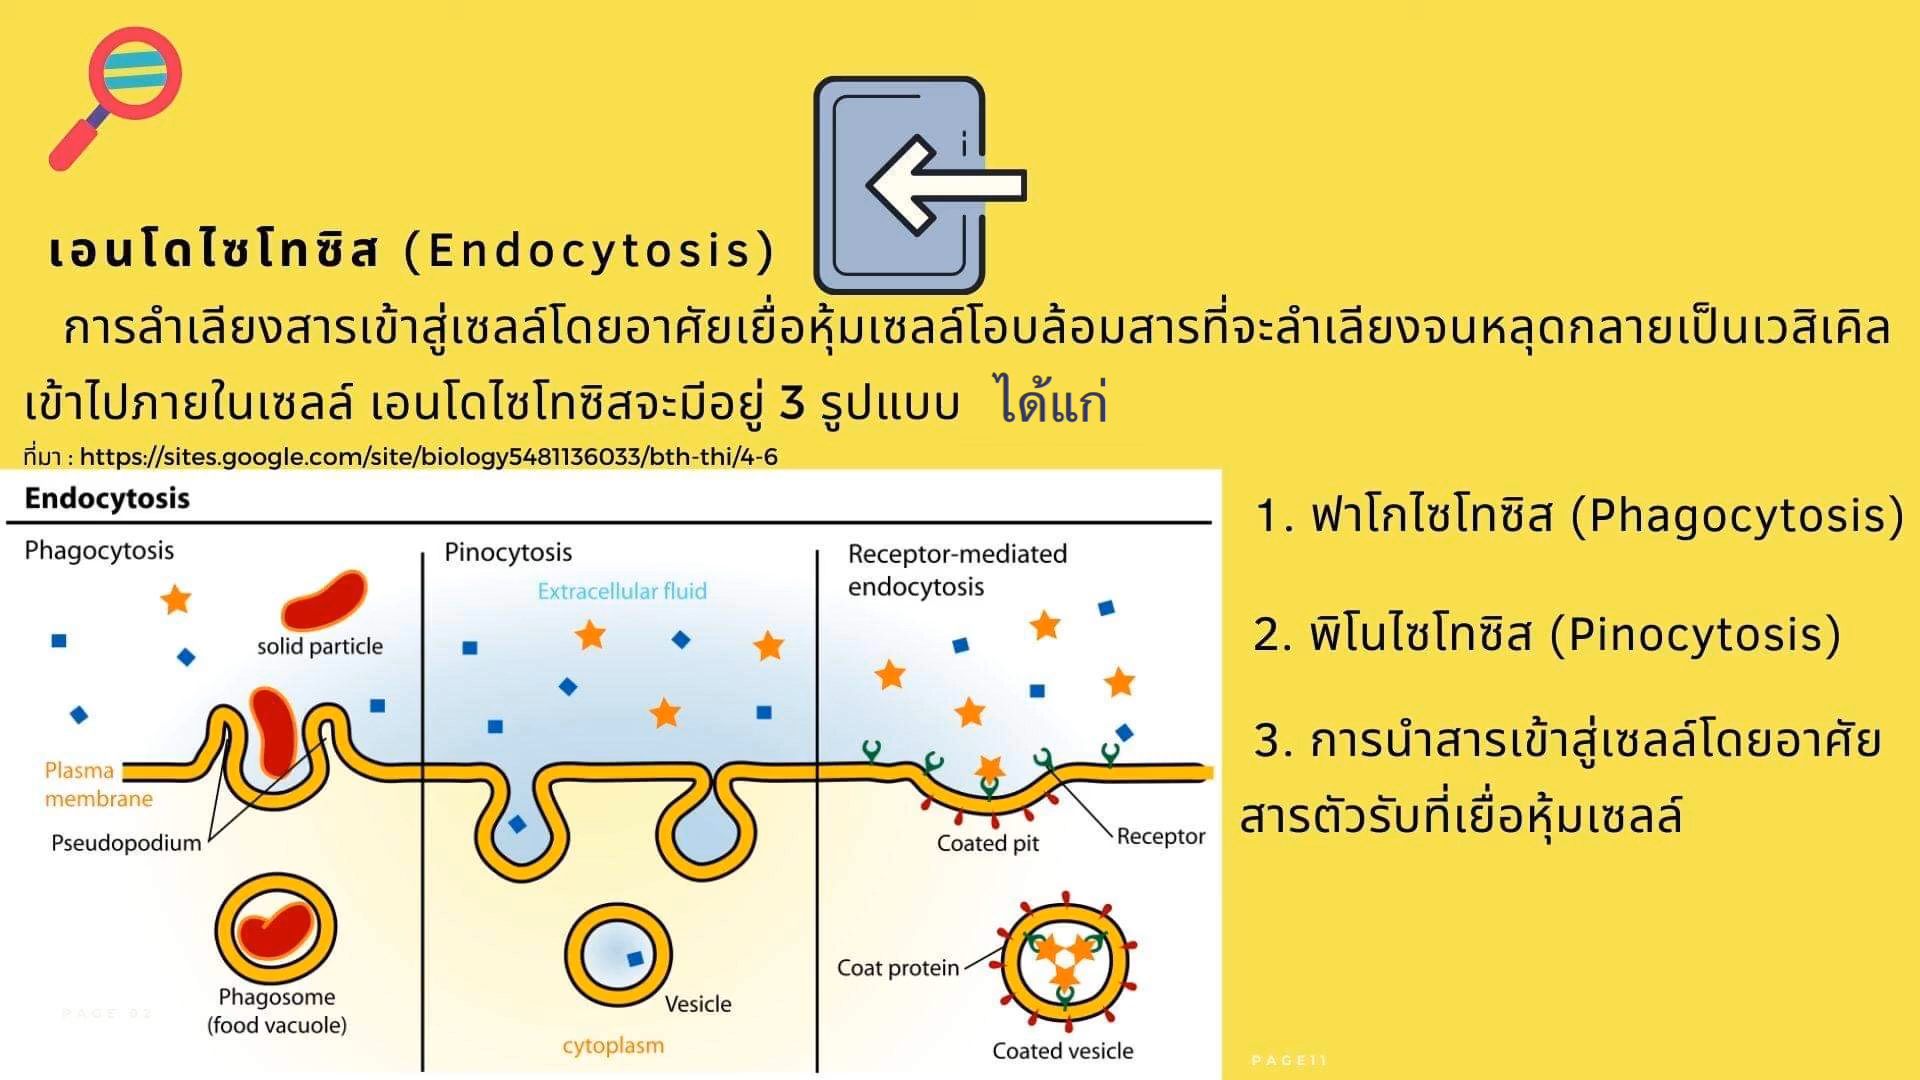 เอนโดไซโทซิส (Endocytosis)
การลำเลียงสารเข้าสู่เซลล์โดยอาศัยเยื่อหุ้มเซลล์โอบล้อมสารที่จะลำเลียงจนหลุดกลายเป็นเวสิเคิล
เข้าไปภายในเซลล์ เอนโดไซโทซิสจะมีอยู่ 3 รูปแบบ ได้แก่
ที่มา : https://sites.google.com/site/biology5481136033/bth-thi/4-6
Endocytosis
Phagocytosis
solid particle
Plasma
membrane
Pseudopodium
Phagosome
(food vacuole)
PAGE 02
Pinocytosis
Extracellular fluid
Vesicle
cytoplasm
Receptor-mediated
endocytosis
Coated pit
Receptor
Coat protein
Coated vesicle
1. ฟาโกไซโทซิส (Phagocytosis)
2. พิโนไซโทซิส (Pinocytosis)
3. การนำสารเข้าสู่เซลล์โดยอาศัย
สารตัวรับที่เยื่อหุ้มเซลล์
PAGE11